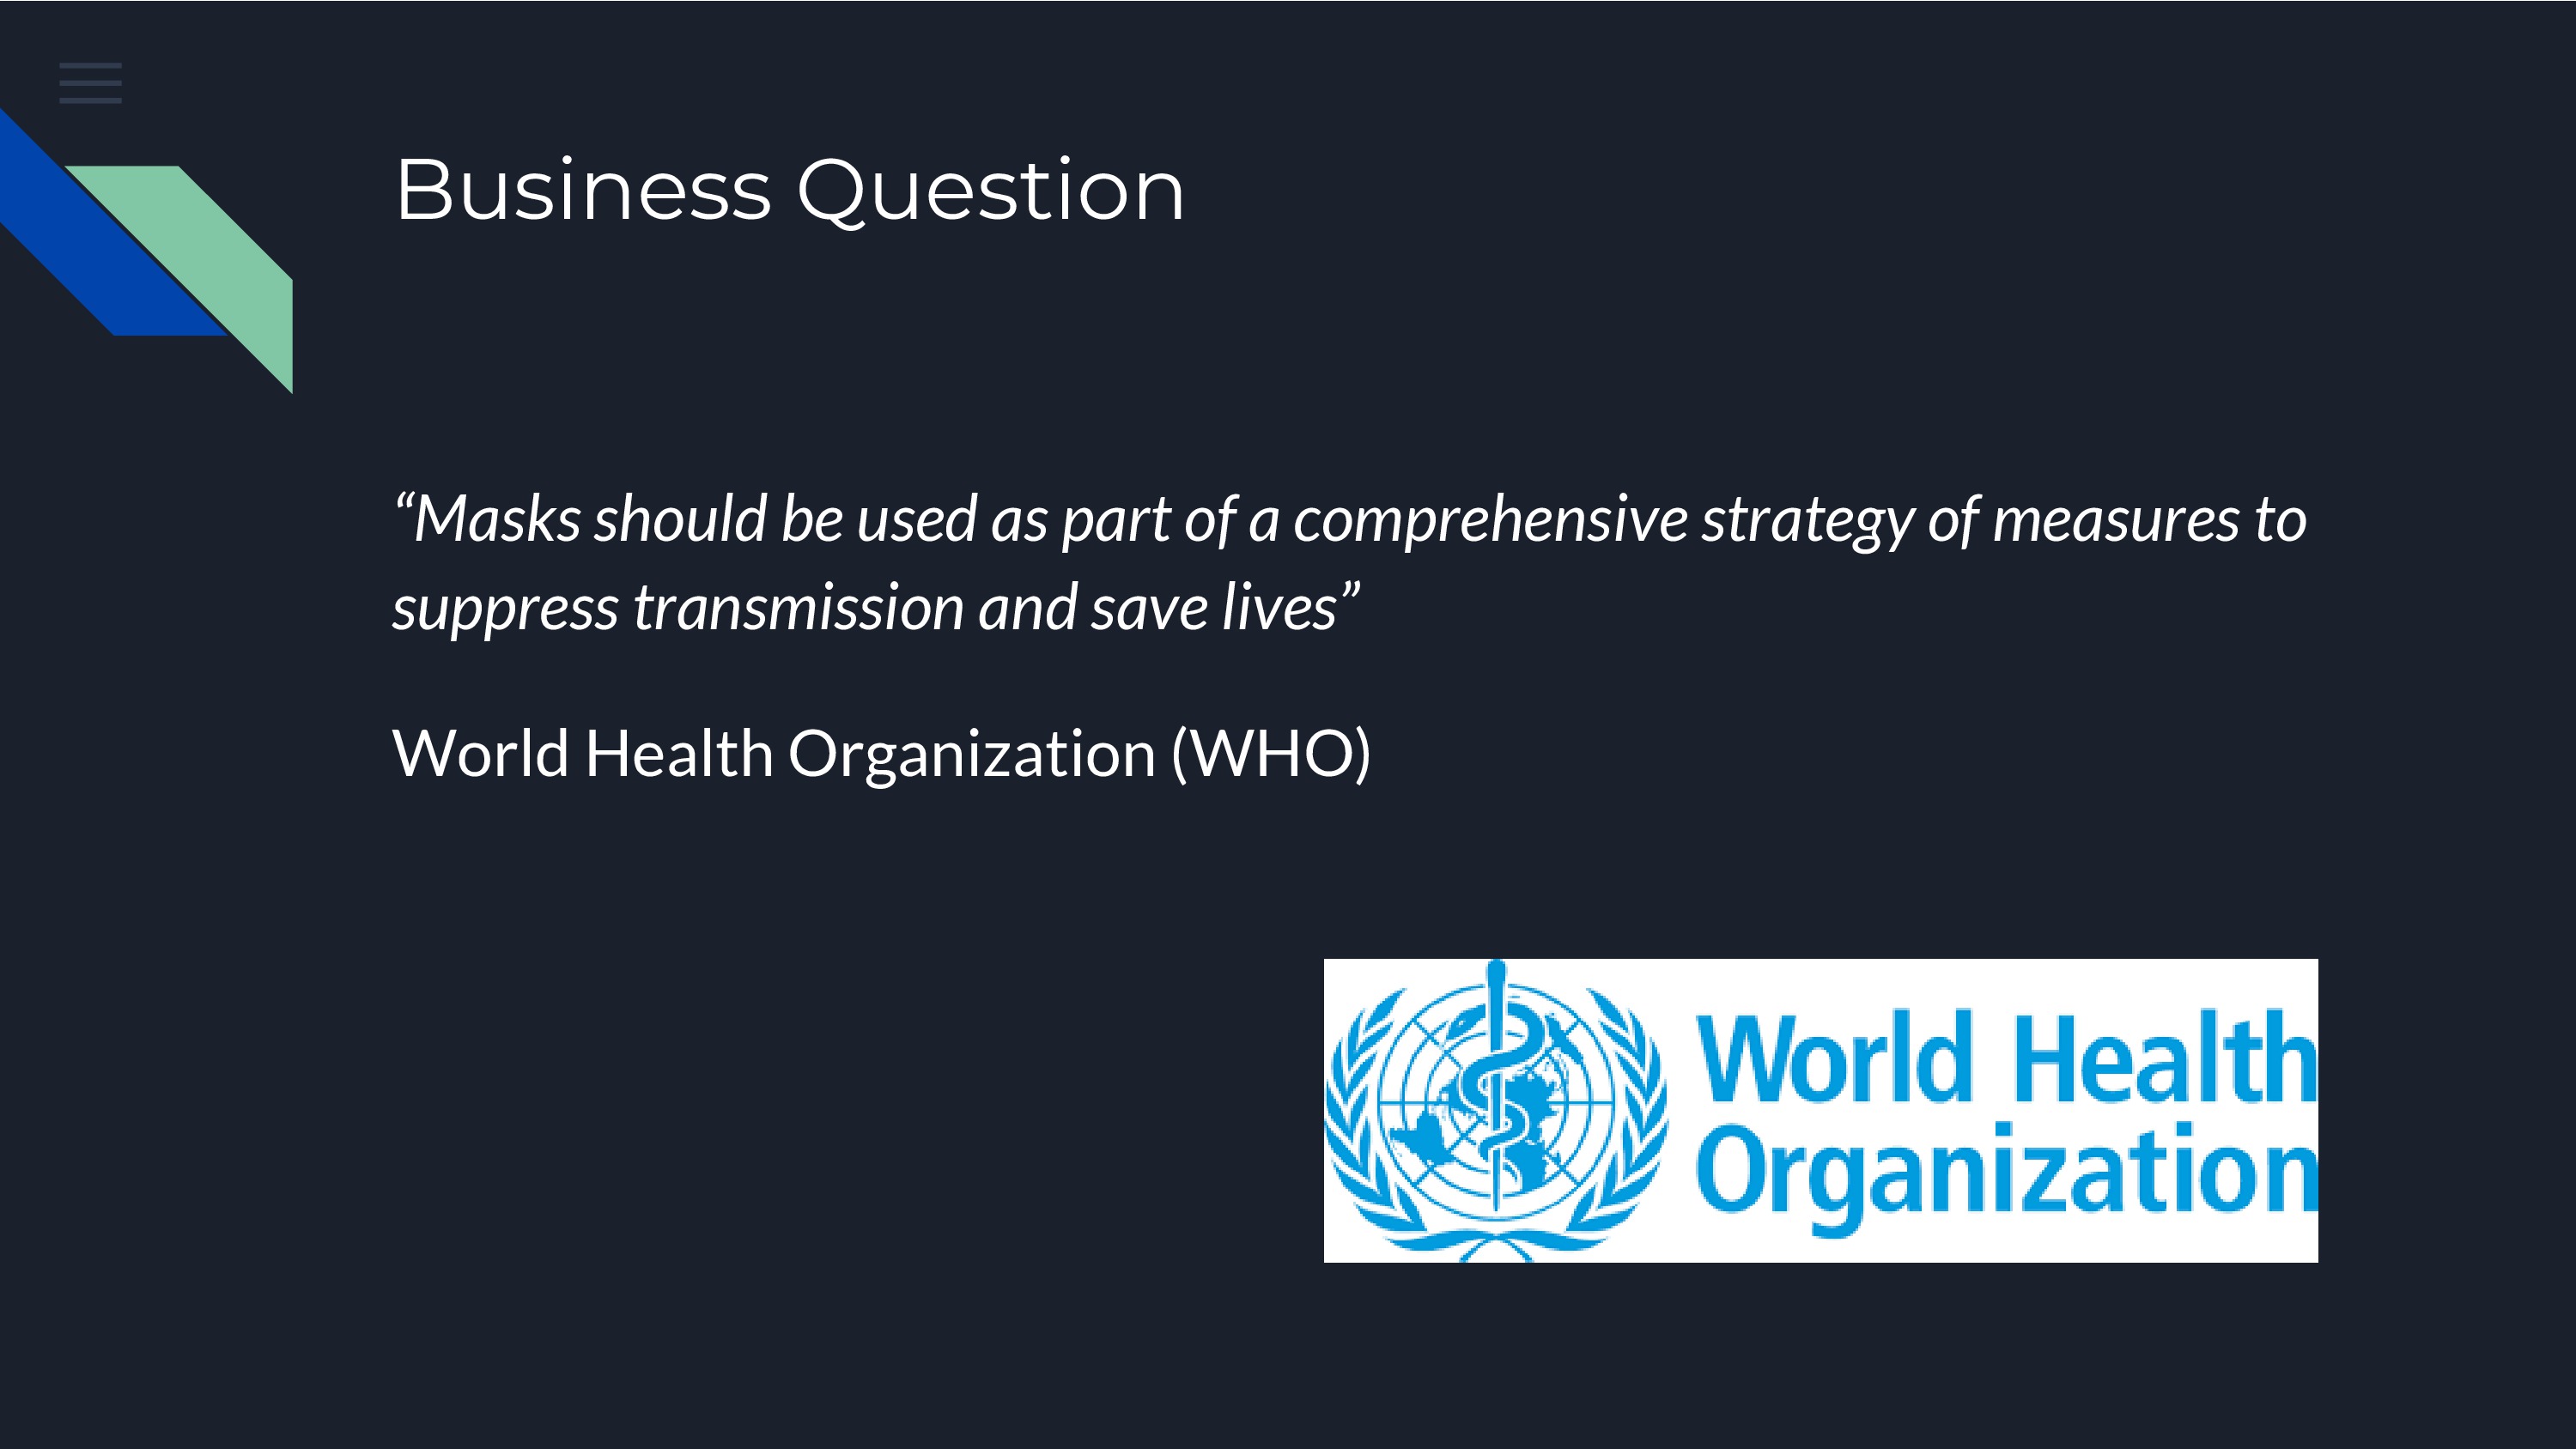 Business Question
“Masks should be used as part of a comprehensive strategy of measures to
suppress transmission and save lives”
World Health Organization (WHO)
World Health
Organization